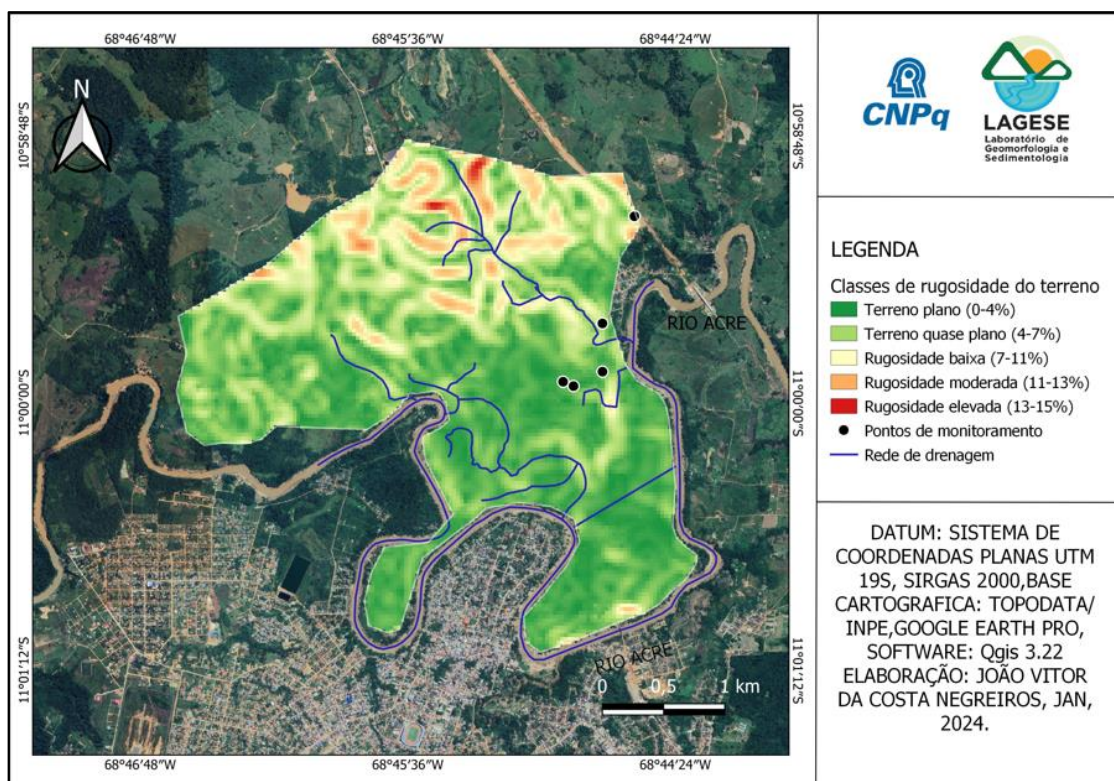 68°46'48"W 68°45'36"W 68°44'24"W
N
10°58'48"S
11°00'00"S
11°01'12"S
10°58'48"S
11°00'00"S
11°01'12"S
RIO ACRE
RIO ACRE
0 0,5 1 km
68°46'48"W 68°45'36"W 68°44'24"W
CNPq
LAGESE
Laboratório de
Geomorfologia e
Sedimentologia
LEGENDA
Classes de rugosidade do terreno
Terreno plano (0-4%)
Terreno quase plano (4-7%)
Rugosidade baixa (7-11%)
Rugosidade moderada (11-13%)
Rugosidade elevada (13-15%)
Pontos de monitoramento
Rede de drenagem
DATUM: SISTEMA DE
COORDENADAS PLANAS UTM
19S, SIRGAS 2000,BASE
CARTOGRAFICA: TOPODATA/
INPE,GOOGLE EARTH PRO,
SOFTWARE: Qgis 3.22
ELABORAÇÃO: JOÃO VITOR
DA COSTA NEGREIROS, JAN,
2024.